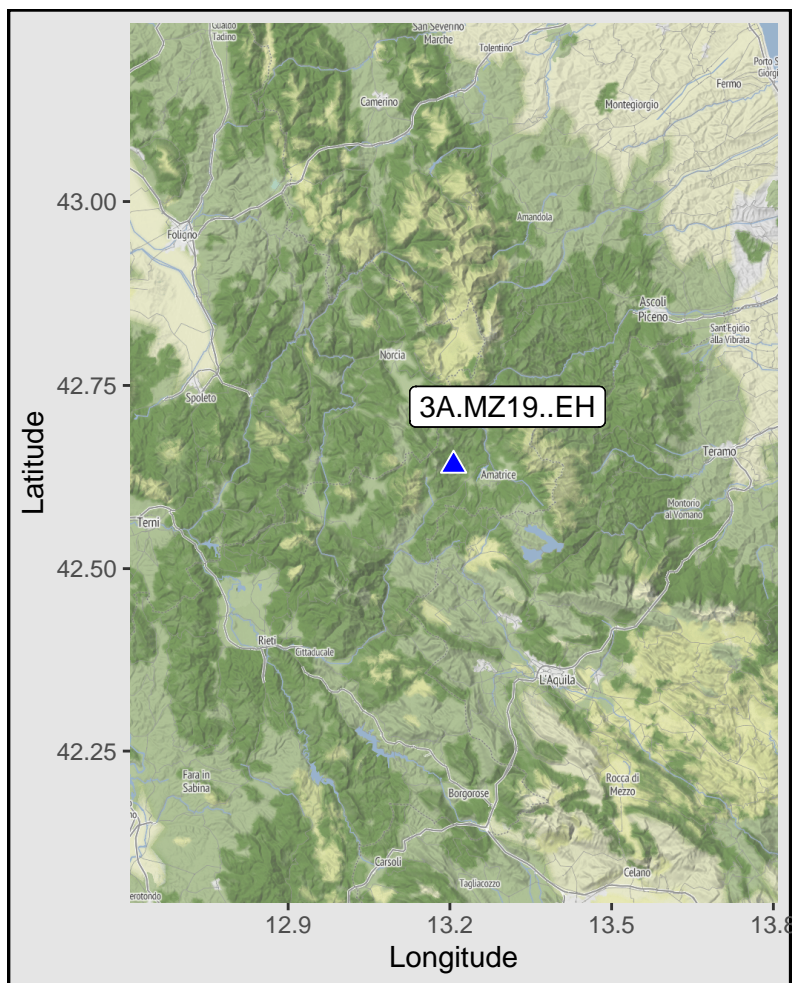 Gualdo
Tadino
San Severino
Marche
Tolentino
Porto S
Giorgi
Fermo
Camerino
Montegiorgio
43.00
Amandola
Foligno
Ascoli
Piceno
Sant'Egidio
alla Vibrata
Norcia
42.75
Spoleto
3A.MZ19..EH
Teramo
Amatrice
Latitude
Montorio
al Vomano
Terni
42.50
Rieti
Cittaducale
L'Aquila
42.25
Fara in
Sabina
Rocca di
Mezzo
Borgorose
Carsoli
Celano
Tagliacozzo
erotondo
12.9
13.2
13.5
13.8
Longitude